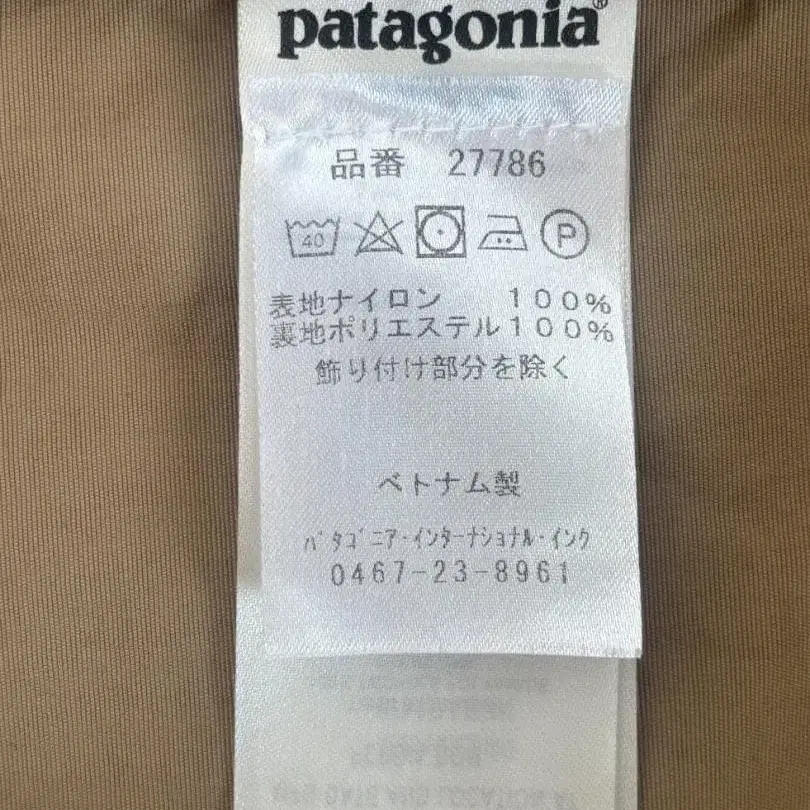 patagonia®
品番 27786
40 P
表地ナイロン 100%
裏地ポリエステル100%
飾り付け部分を除く
ベトナム製
パタゴニア・インターナショナル・インク
0467-23-8961